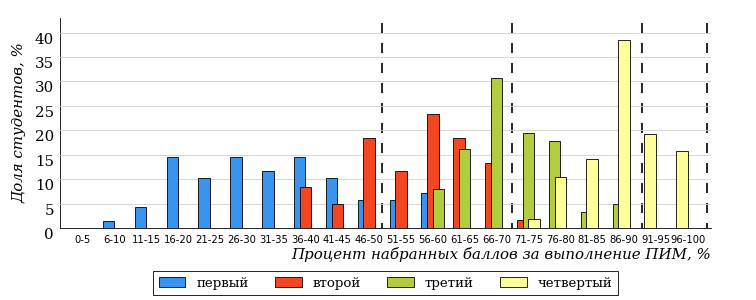 Доля студентов, %
40
35
30
25
20
15
10
5
0
0-5 6-10 11-15 16-20 21-25 26-30 31-35 36-40 41-45 46-50 51-55 56-60 61-65 66-70 71-75 76-80 81-85 86-90 91-95 96-100
Процент набранных баллов за выполнение ПИМ, %
первый второй третий четвертый